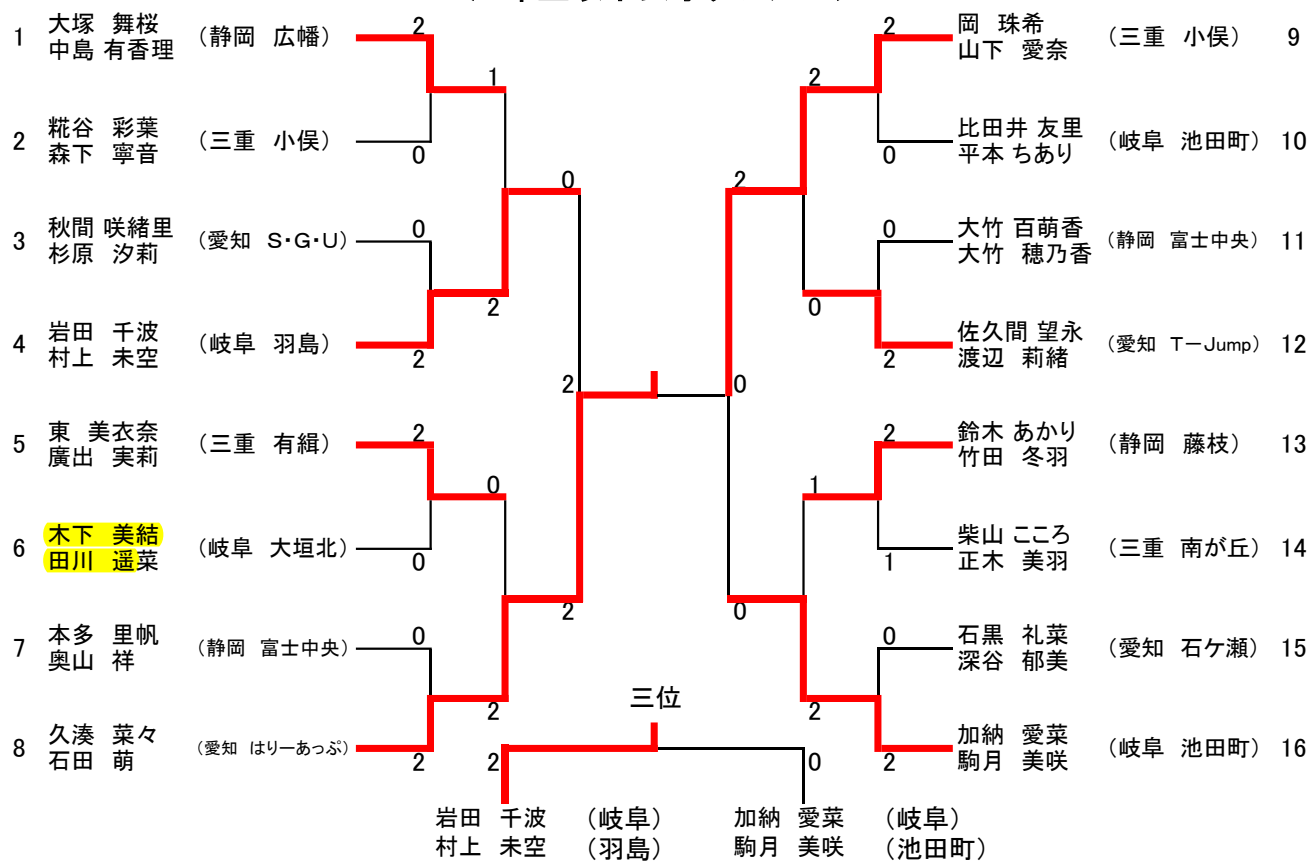 1 大塚 舞桜 (静岡 広幡) 2
中島 有香理
1
2 糀谷 彩葉 (三重 小俣) 0
森下 寧音
0
3 秋間 咲緒里 (愛知 S・G・U) 0
杉原 汐莉
2
4 岩田 千波 (岐阜 羽島) 2
村上 未空
2
5 東 美衣奈 (三重 有緝) 2
廣出 実莉
0
6 木下 美結 (岐阜 大垣北) 0
田川 遥菜
2
7 本多 里帆 (静岡 富士中央) 0
奥山 祥
2
8 久湊 菜々 (愛知 はりーあっぷ) 2
石田 萌
2 岡 珠希 (三重 小俣) 9
山下 愛奈
2
0 比田井 友里 (岐阜 池田町) 10
平本 ちあり
2
0 大竹 百萌香 (静岡 富士中央) 11
大竹 穂乃香
0
2 佐久間 望永 (愛知 T-Jump) 12
渡辺 莉緒
0
2 鈴木 あかり (静岡 藤枝) 13
竹田 冬羽
1
1 柴山 こころ (三重 南が丘) 14
正木 美羽
0
0 石黒 礼菜 (愛知 石ケ瀬) 15
深谷 郁美
2
2 加納 愛菜 (岐阜 池田町) 16
駒月 美咲
三位
2 0
岩田 千波 (岐阜) 加納 愛菜 (岐阜)
村上 未空 (羽島) 駒月 美咲 (池田町)